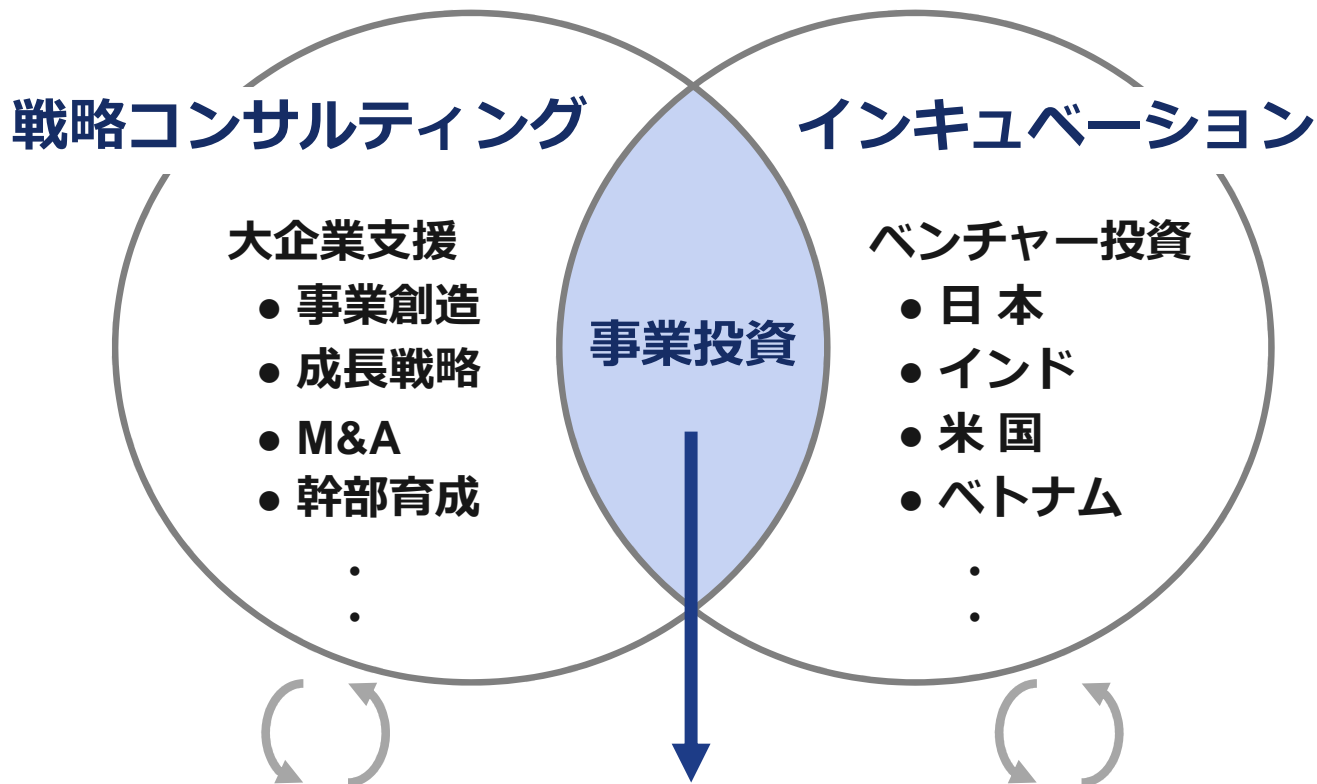 戦略コンサルティング
大企業支援
● 事業創造
● 成長戦略
● M&A
● 幹部育成
・
・
事業投資
インキュベーション
ベンチャー投資
● 日 本
● インド
● 米 国
● ベトナム
・
・